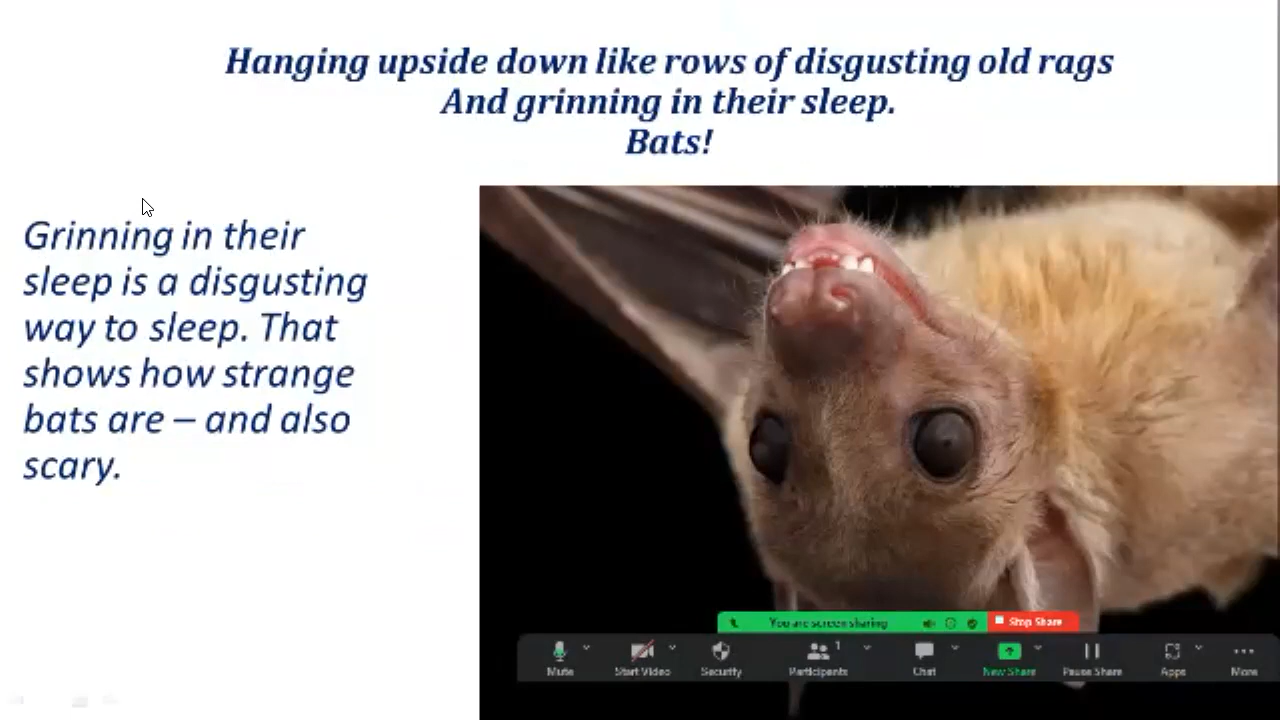 Hanging upside down like rows of disgusting old rags
And grinning in their sleep.
Bats!
Grinning in their
sleep is a disgusting
way to sleep. That
shows how strange
bats are – and also
scary.
You are screen sharing
Stop Share
1
Mute
Start Video
Security
Participants
Chat
New Share
Pause Share
Apps
More